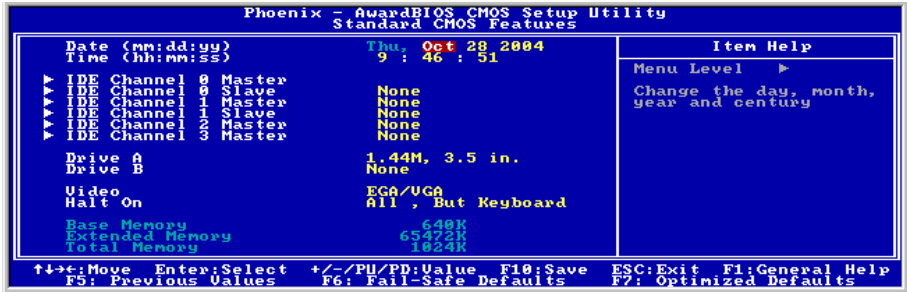 Phoenix - AwardBIOS CMOS Setup Utility
Standard CMOS Features
Date (mm:dd:yy) Thu, Oct 28 2004
Time (hh:mm:ss) 9 : 46 : 51
IDE Channel 0 Master
IDE Channel 0 Slave None
IDE Channel 1 Master None
IDE Channel 1 Slave None
IDE Channel 2 Master None
IDE Channel 3 Master None
Drive A 1.44M, 3.5 in.
Drive B None
Video EGA/VGA
Halt On All , But Keyboard
Base Memory 640K
Extended Memory 65472K
Total Memory 1024K
Item Help
Menu Level ►
Change the day, month,
year and century
↑↓→←:Move Enter:Select +/-/PU/PD:Value F10:Save ESC:Exit F1:General Help
F5: Previous Values F6: Fail-Safe Defaults F7: Optimized Defaults